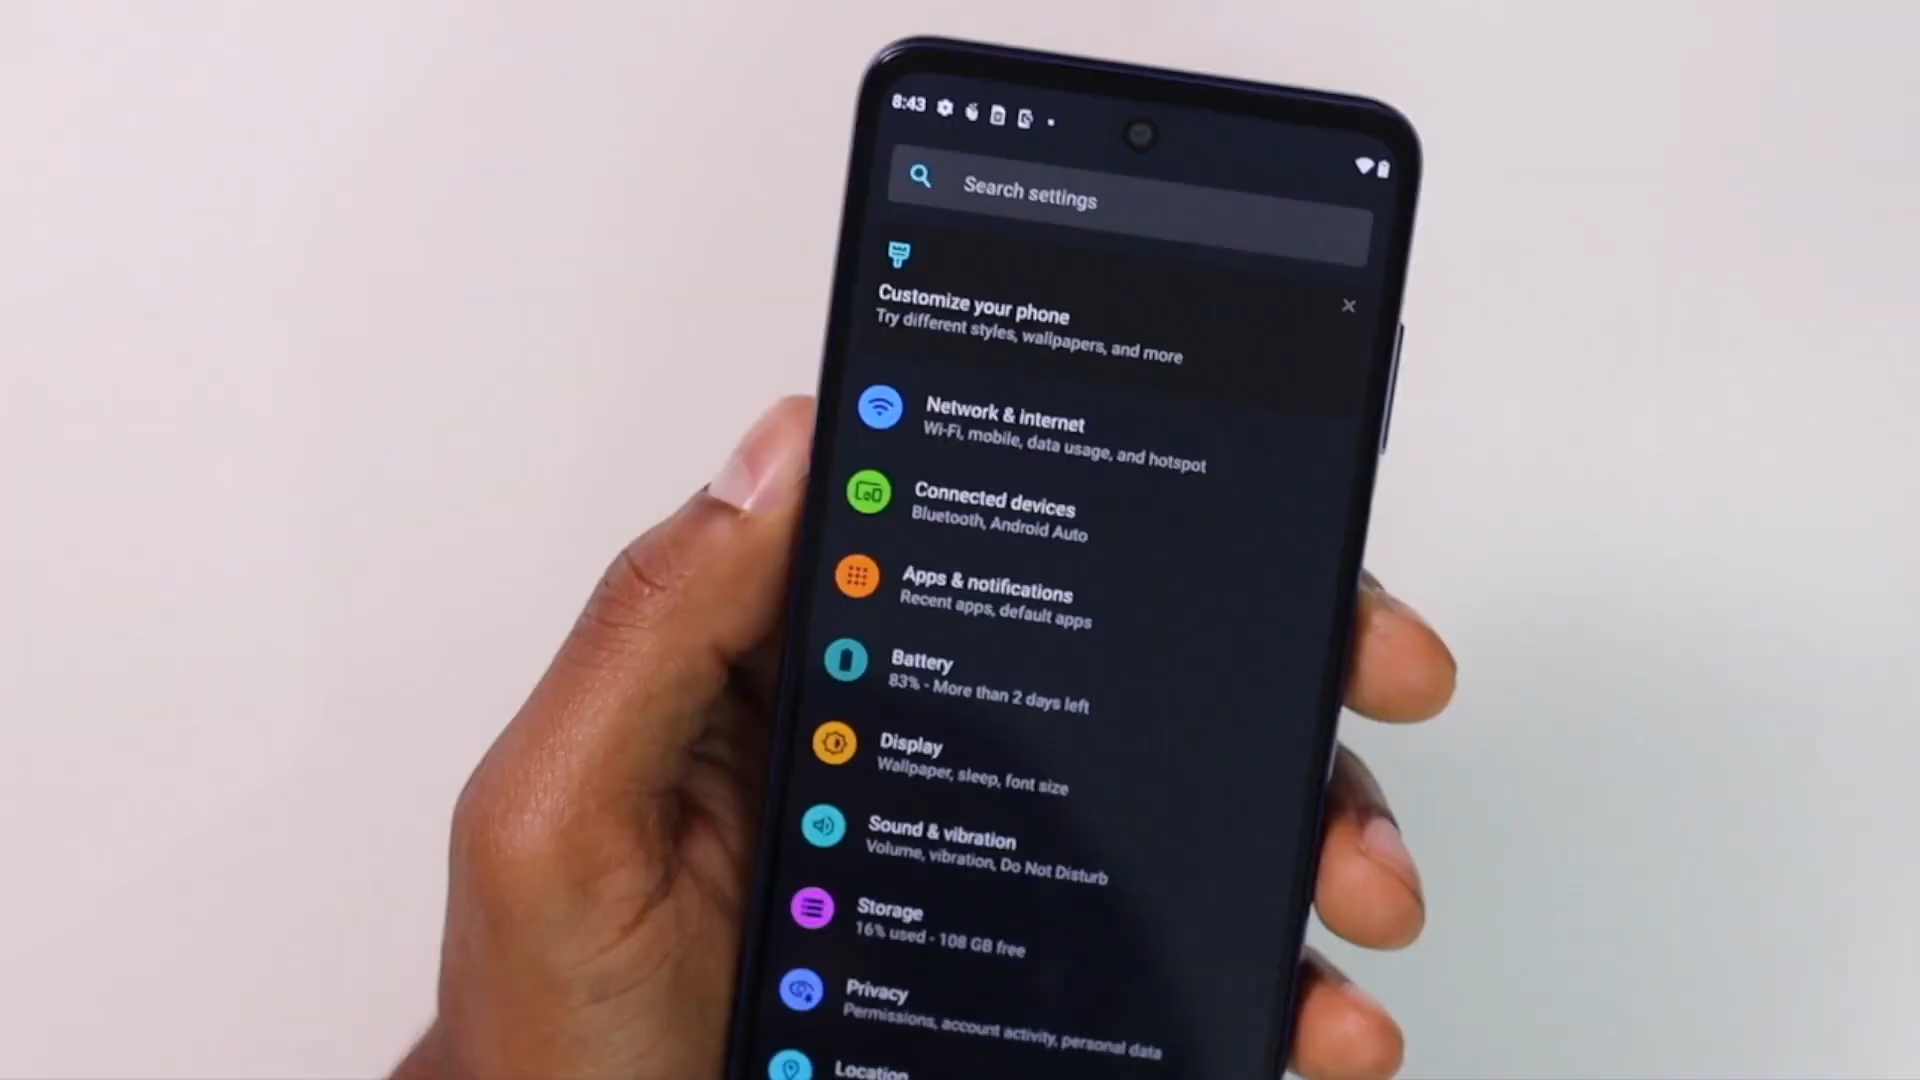 8:43
Search settings
Customize your phone
Try different styles, wallpapers, and more
Network & internet
Wi-Fi, mobile, data usage, and hotspot
Connected devices
Bluetooth, Android Auto
Apps & notifications
Recent apps, default apps
Battery
83% - More than 2 days left
Display
Wallpaper, sleep, font size
Sound & vibration
Volume, vibration, Do Not Disturb
Storage
16% used - 108 GB free
Privacy
Permissions, account activity, personal data
Location